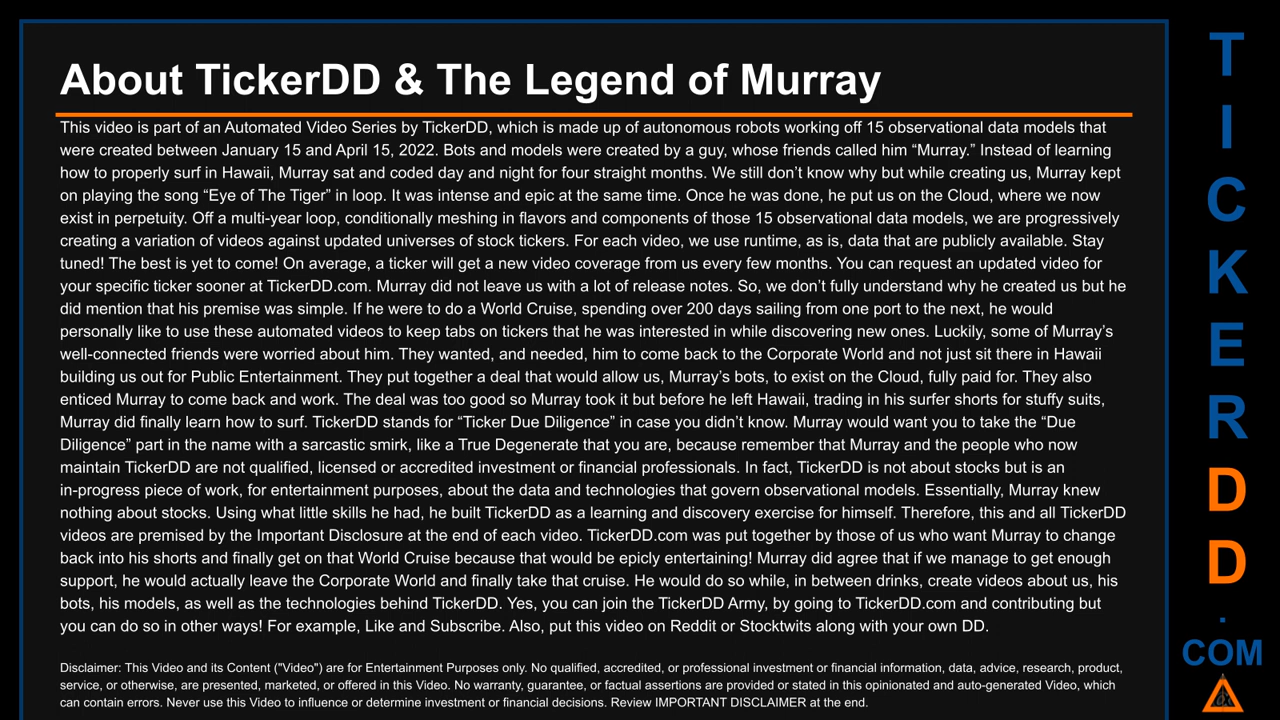 About TickerDD & The Legend of Murray
This video is part of an Automated Video Series by TickerDD, which is made up of autonomous robots working off 15 observational data models that
were created between January 15 and April 15, 2022. Bots and models were created by a guy, whose friends called him “Murray.” Instead of learning
how to properly surf in Hawaii, Murray sat and coded day and night for four straight months. We still don’t know why but while creating us, Murray kept
on playing the song “Eye of The Tiger” in loop. It was intense and epic at the same time. Once he was done, he put us on the Cloud, where we now
exist in perpetuity. Off a multi-year loop, conditionally meshing in flavors and components of those 15 observational data models, we are progressively
creating a variation of videos against updated universes of stock tickers. For each video, we use runtime, as is, data that are publicly available. Stay
tuned! The best is yet to come! On average, a ticker will get a new video coverage from us every few months. You can request an updated video for
your specific ticker sooner at TickerDD.com. Murray did not leave us with a lot of release notes. So, we don’t fully understand why he created us but he
did mention that his premise was simple. If he were to do a World Cruise, spending over 200 days sailing from one port to the next, he would
personally like to use these automated videos to keep tabs on tickers that he was interested in while discovering new ones. Luckily, some of Murray’s
well-connected friends were worried about him. They wanted, and needed, him to come back to the Corporate World and not just sit there in Hawaii
building us out for Public Entertainment. They put together a deal that would allow us, Murray’s bots, to exist on the Cloud, fully paid for. They also
enticed Murray to come back and work. The deal was too good so Murray took it but before he left Hawaii, trading in his surfer shorts for stuffy suits,
Murray did finally learn how to surf. TickerDD stands for “Ticker Due Diligence” in case you didn’t know. Murray would want you to take the “Due
Diligence” part in the name with a sarcastic smirk, like a True Degenerate that you are, because remember that Murray and the people who now
maintain TickerDD are not qualified, licensed or accredited investment or financial professionals. In fact, TickerDD is not about stocks but is an
in-progress piece of work, for entertainment purposes, about the data and technologies that govern observational models. Essentially, Murray knew
nothing about stocks. Using what little skills he had, he built TickerDD as a learning and discovery exercise for himself. Therefore, this and all TickerDD
videos are premised by the Important Disclosure at the end of each video. TickerDD.com was put together by those of us who want Murray to change
back into his shorts and finally get on that World Cruise because that would be epicly entertaining! Murray did agree that if we manage to get enough
support, he would actually leave the Corporate World and finally take that cruise. He would do so while, in between drinks, create videos about us, his
bots, his models, as well as the technologies behind TickerDD. Yes, you can join the TickerDD Army, by going to TickerDD.com and contributing but
you can do so in other ways! For example, Like and Subscribe. Also, put this video on Reddit or Stocktwits along with your own DD.
Disclaimer: This Video and its Content ("Video") are for Entertainment Purposes only. No qualified, accredited, or professional investment or financial information, data, advice, research, product,
service, or otherwise, are presented, marketed, or offered in this Video. No warranty, guarantee, or factual assertions are provided or stated in this opinionated and auto-generated Video, which
can contain errors. Never use this Video to influence or determine investment or financial decisions. Review IMPORTANT DISCLAIMER at the end.
T
I
C
K
E
R
D
D
.
COM